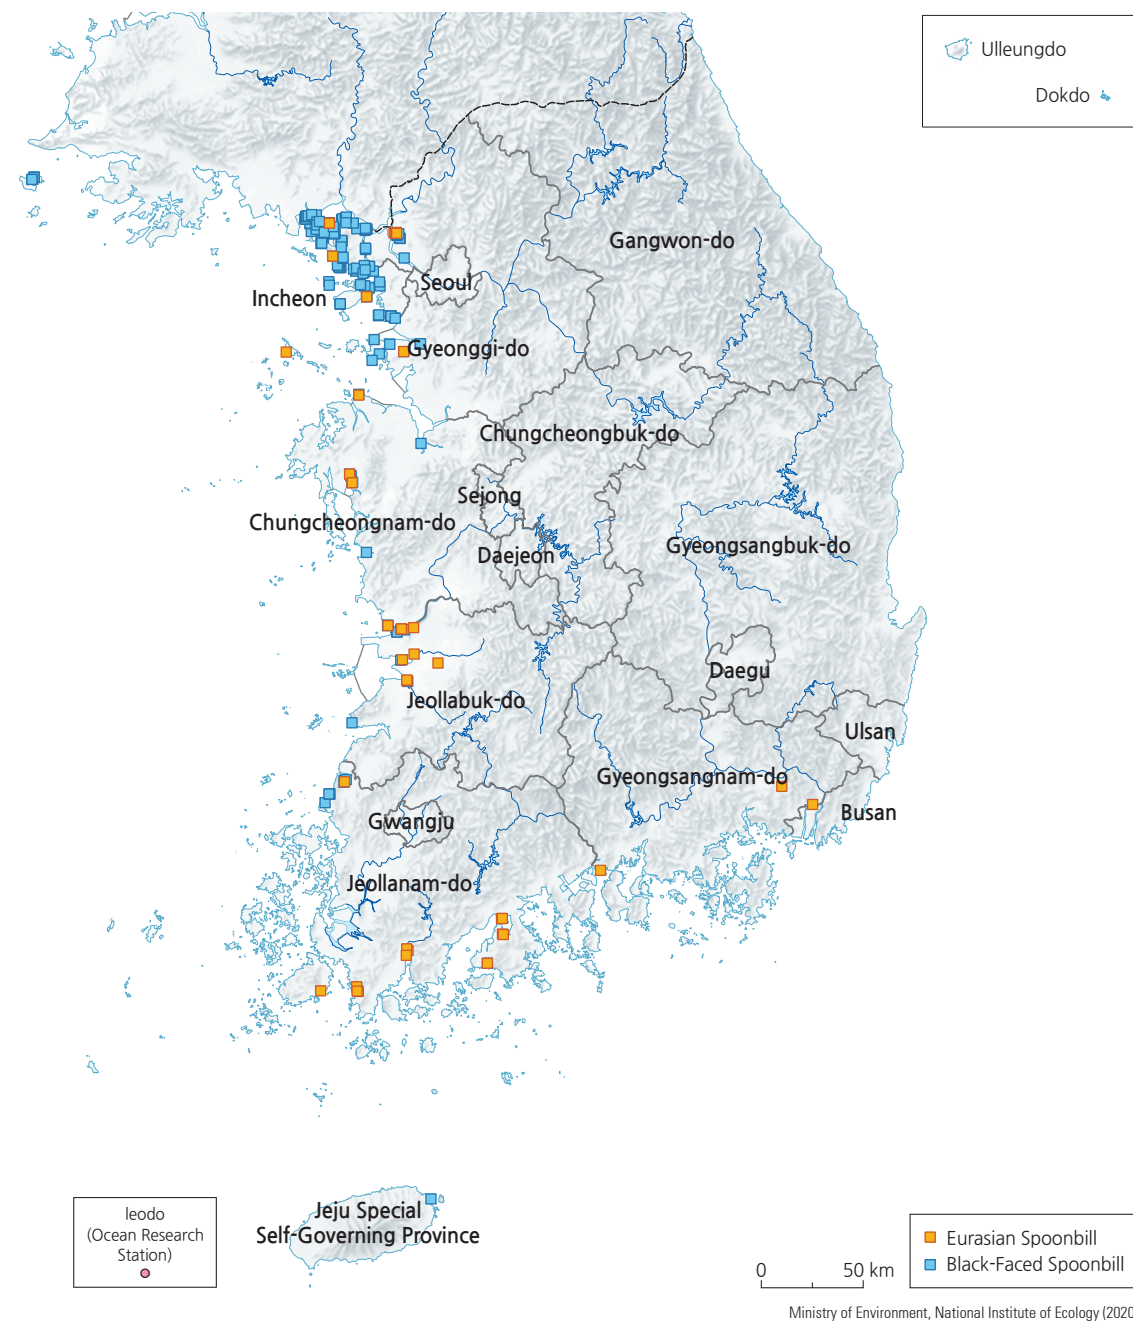 Ulleungdo
Dokdo
Gangwon-do
Seoul
Incheon
Gyeonggi-do
Chungcheongbuk-do
Sejong
Chungcheongnam-do
Gyeongsangbuk-do
Daejeon
Daegu
Jeollabuk-do
Ulsan
Gyeongsangnam-do
Busan
Gwangju
Jeollanam-do
Jeju Special
Self-Governing Province
Ieodo
(Ocean Research
Station)
0 50 km
Eurasian Spoonbill
Black-Faced Spoonbill
Ministry of Environment, National Institute of Ecology (2020